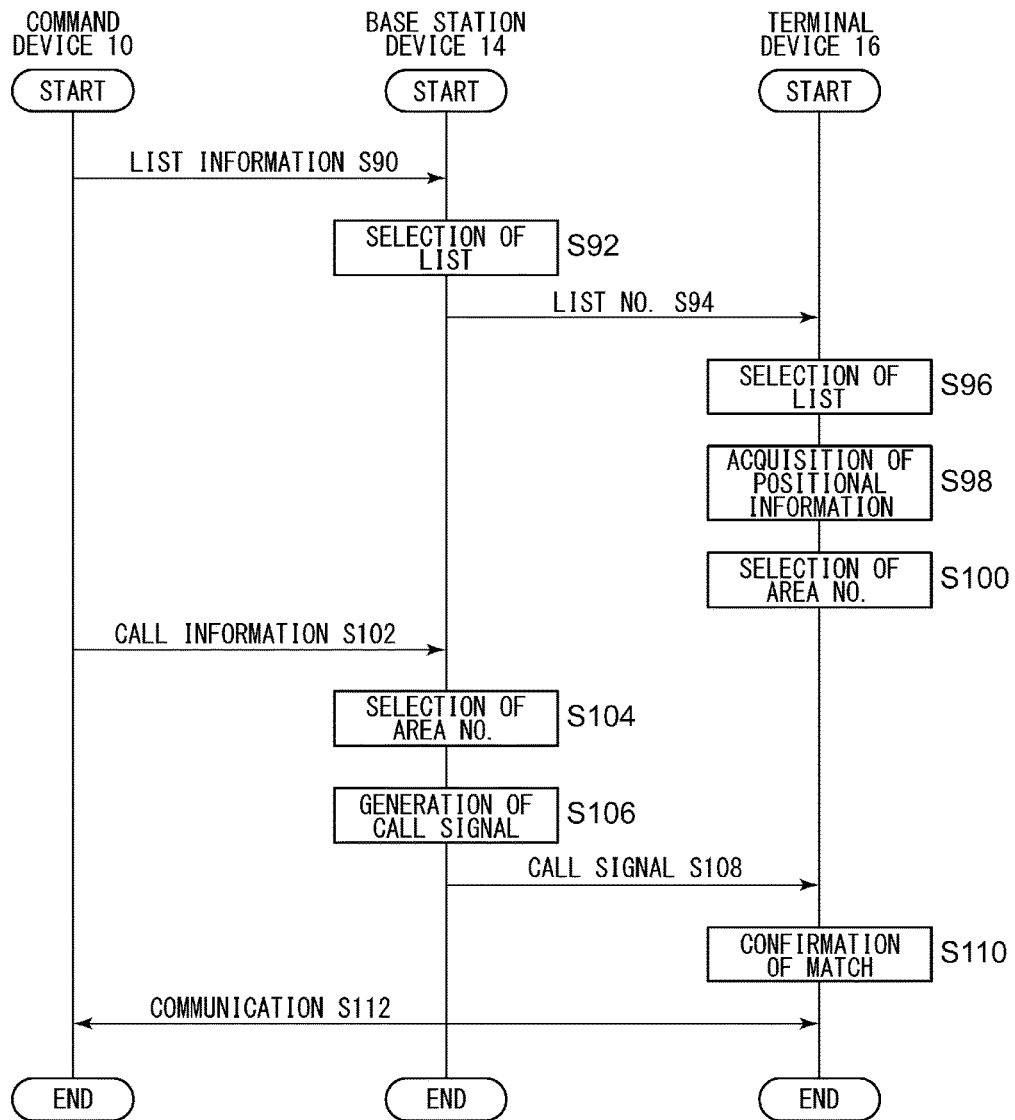 COMMAND
DEVICE 10
BASE STATION
DEVICE 14
TERMINAL
DEVICE 16
START
START
START
LIST INFORMATION S90
SELECTION OF
LIST
S92
LIST NO. S94
SELECTION OF
LIST
S96
ACQUISITION OF
POSITIONAL
INFORMATION
S98
SELECTION OF
AREA NO.
S100
CALL INFORMATION S102
SELECTION OF
AREA NO.
S104
GENERATION OF
CALL SIGNAL
S106
CALL SIGNAL S108
CONFIRMATION
OF MATCH
S110
COMMUNICATION S112
END
END
END